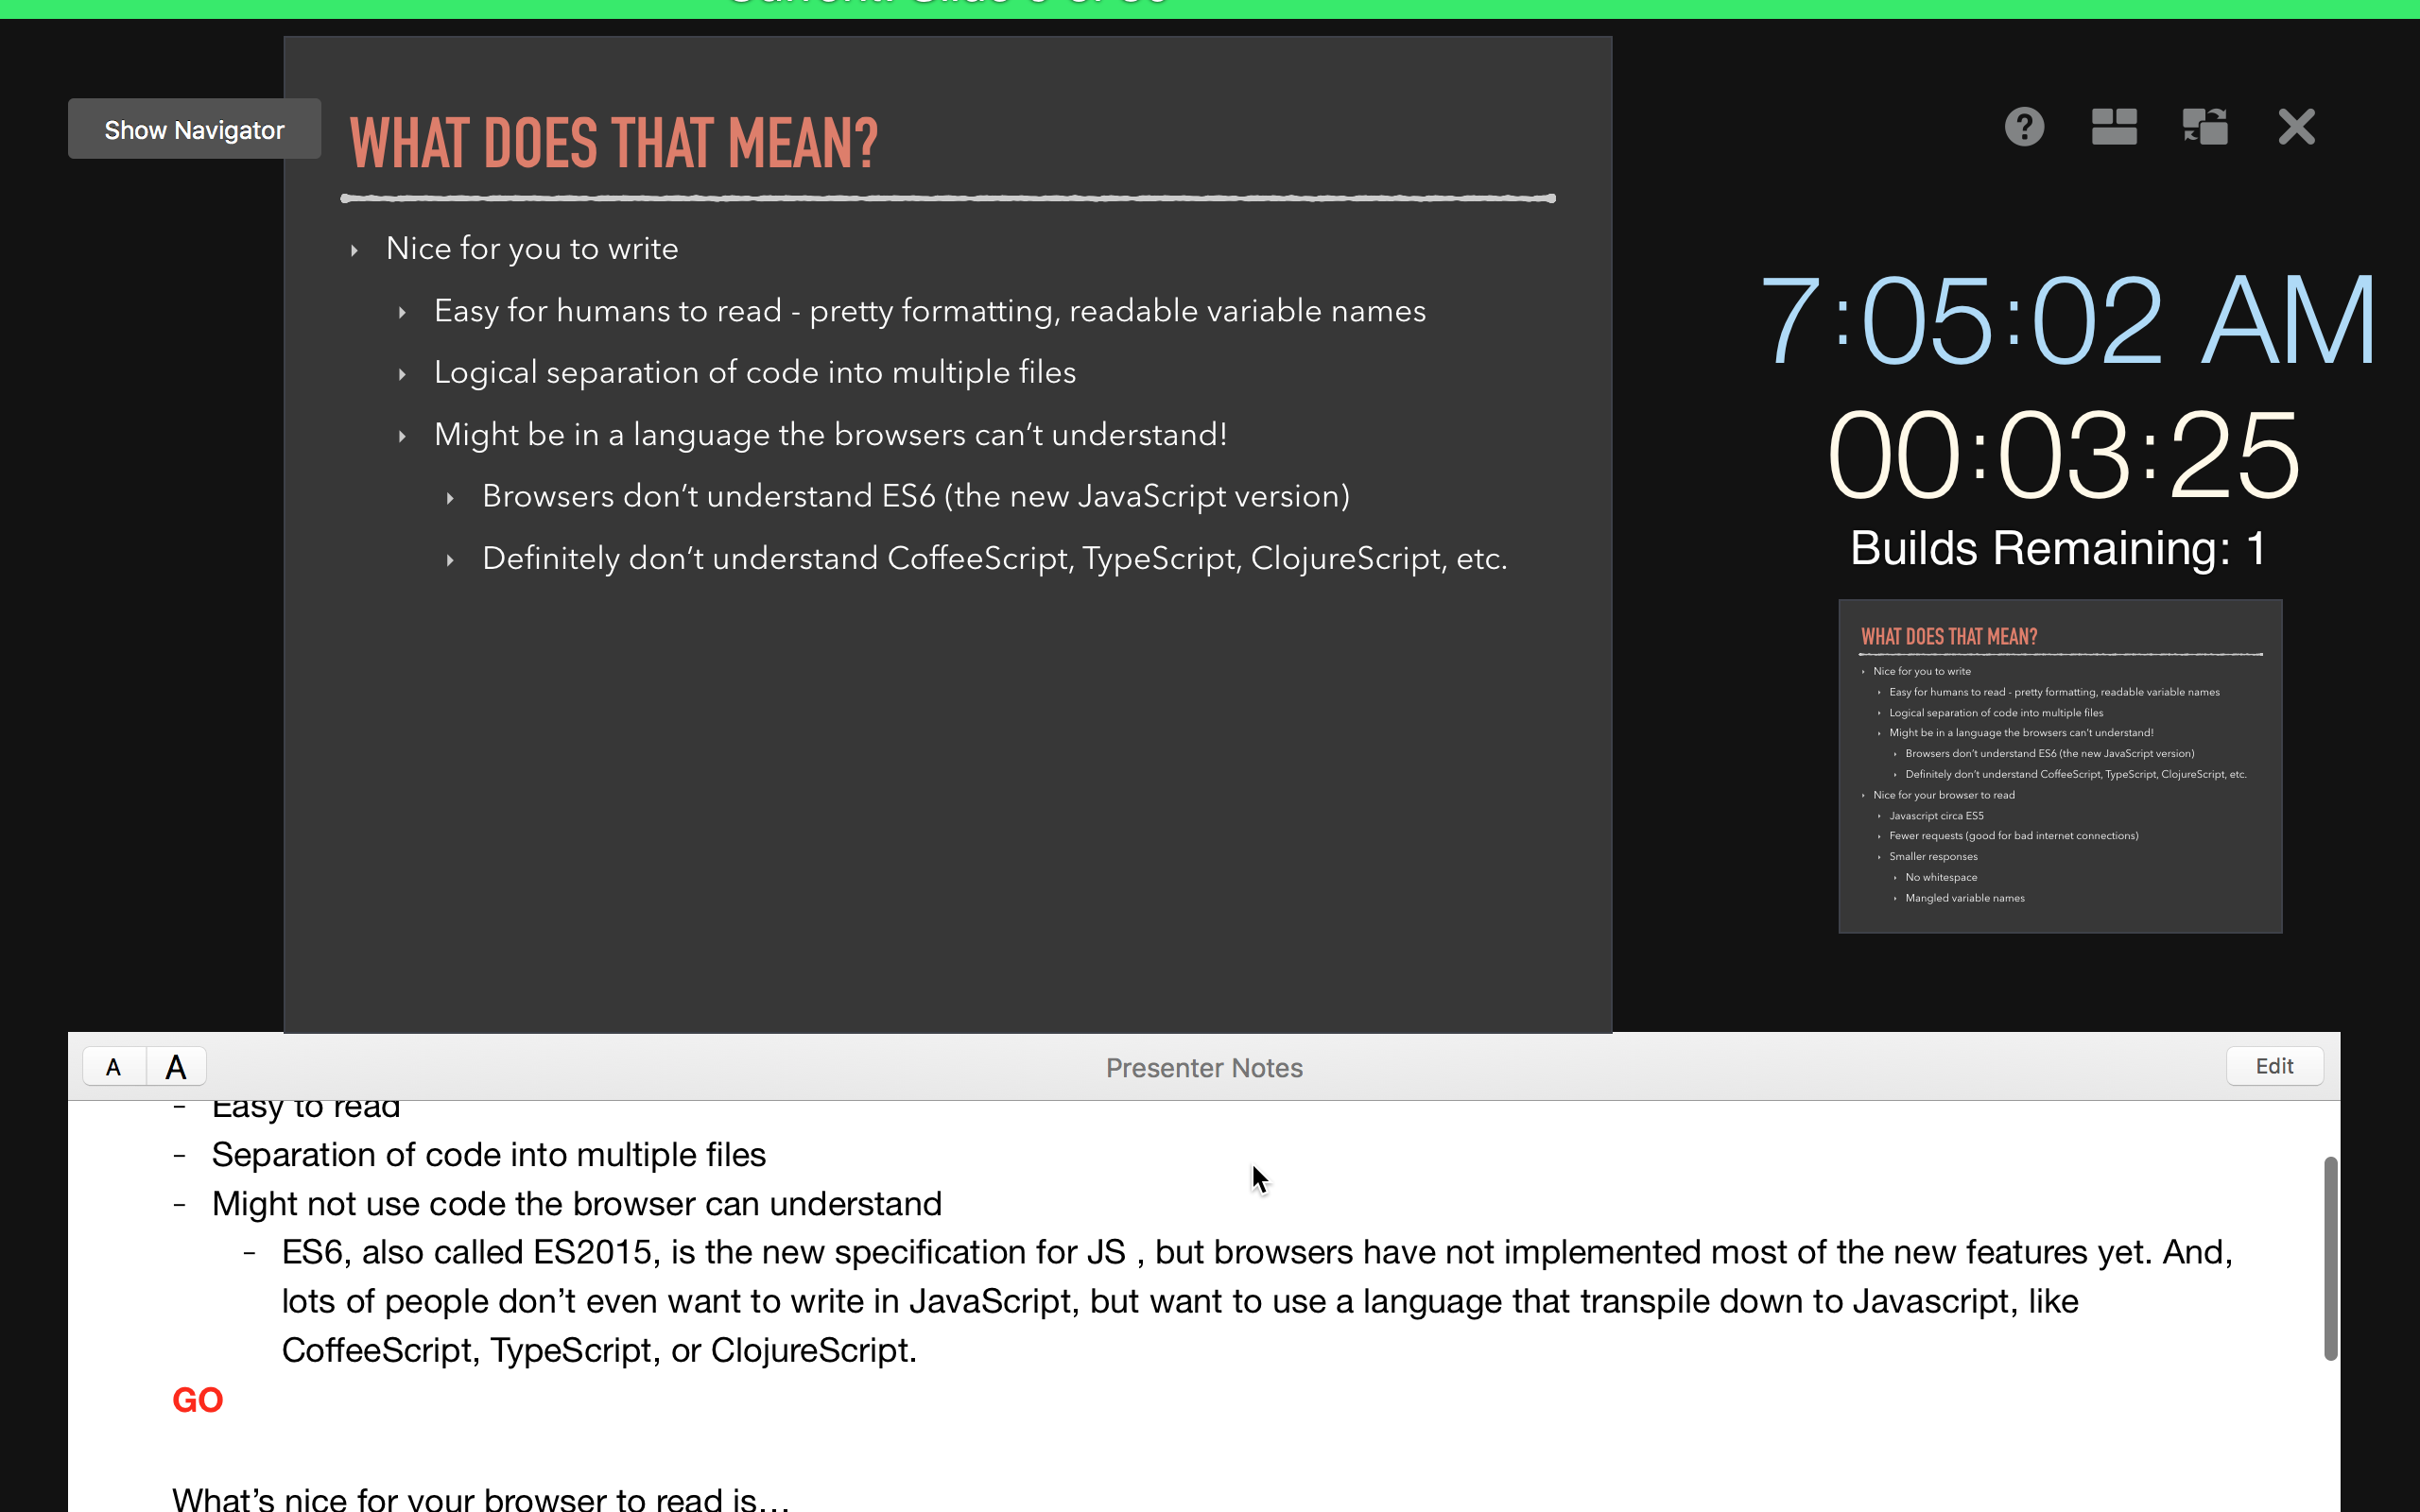 Show Navigator
WHAT DOES THAT MEAN?
Nice for you to write
Easy for humans to read - pretty formatting, readable variable names
Logical separation of code into multiple files
Might be in a language the browsers can’t understand!
Browsers don’t understand ES6 (the new JavaScript version)
Definitely don’t understand CoffeeScript, TypeScript, ClojureScript, etc.
7:05:02 AM
00:03:25
Builds Remaining: 1
WHAT DOES THAT MEAN?
Nice for you to write
Easy for humans to read - pretty formatting, readable variable names
Logical separation of code into multiple files
Might be in a language the browsers can’t understand!
Browsers don’t understand ES6 (the new JavaScript version)
Definitely don’t understand CoffeeScript, TypeScript, ClojureScript, etc.
Nice for your browser to read
Javascript circa ES5
Fewer requests (good for bad internet connections)
Smaller responses
No whitespace
Mangled variable names
A A
Presenter Notes
Edit
- Easy to read
- Separation of code into multiple files
- Might not use code the browser can understand
- ES6, also called ES2015, is the new specification for JS , but browsers have not implemented most of the new features yet. And,
lots of people don’t even want to write in JavaScript, but want to use a language that transpile down to Javascript, like
CoffeeScript, TypeScript, or ClojureScript.
GO
What’s nice for your browser to read is…